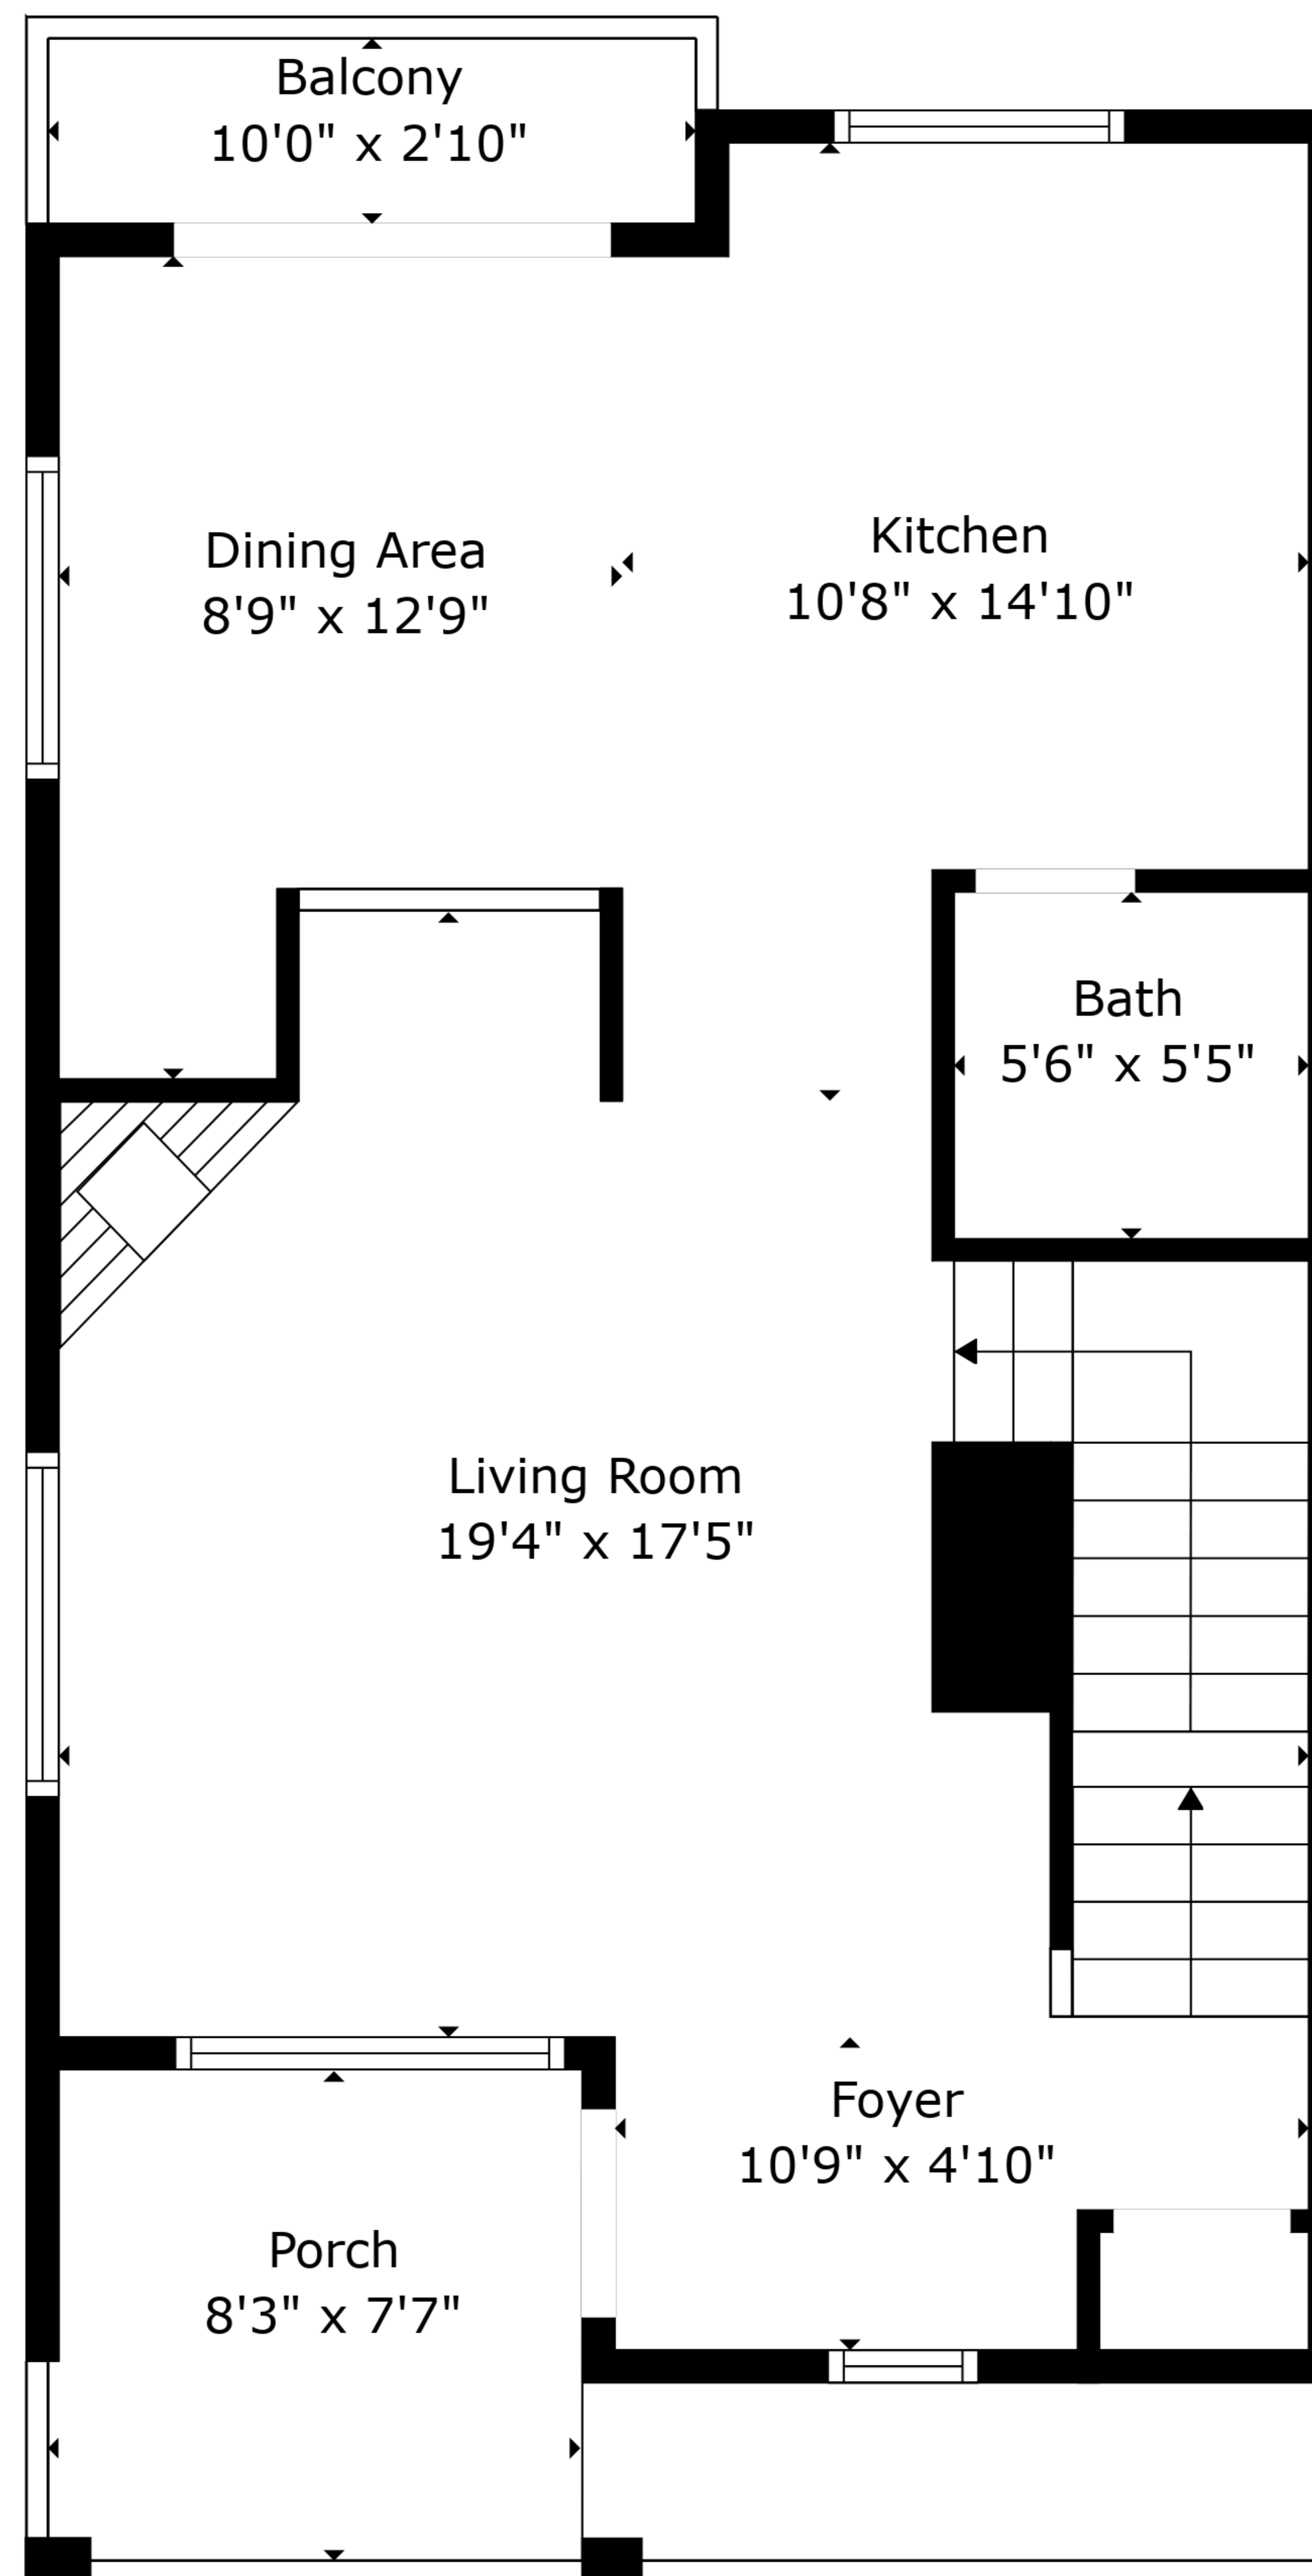 Balcony
10'0" x 2'10"
Dining Area
8'9" x 12'9"
Kitchen
10'8" x 14'10"
Bath
5'6" x 5'5"
Living Room
19'4" x 17'5"
Foyer
10'9" x 4'10"
Porch
8'3" x 7'7"